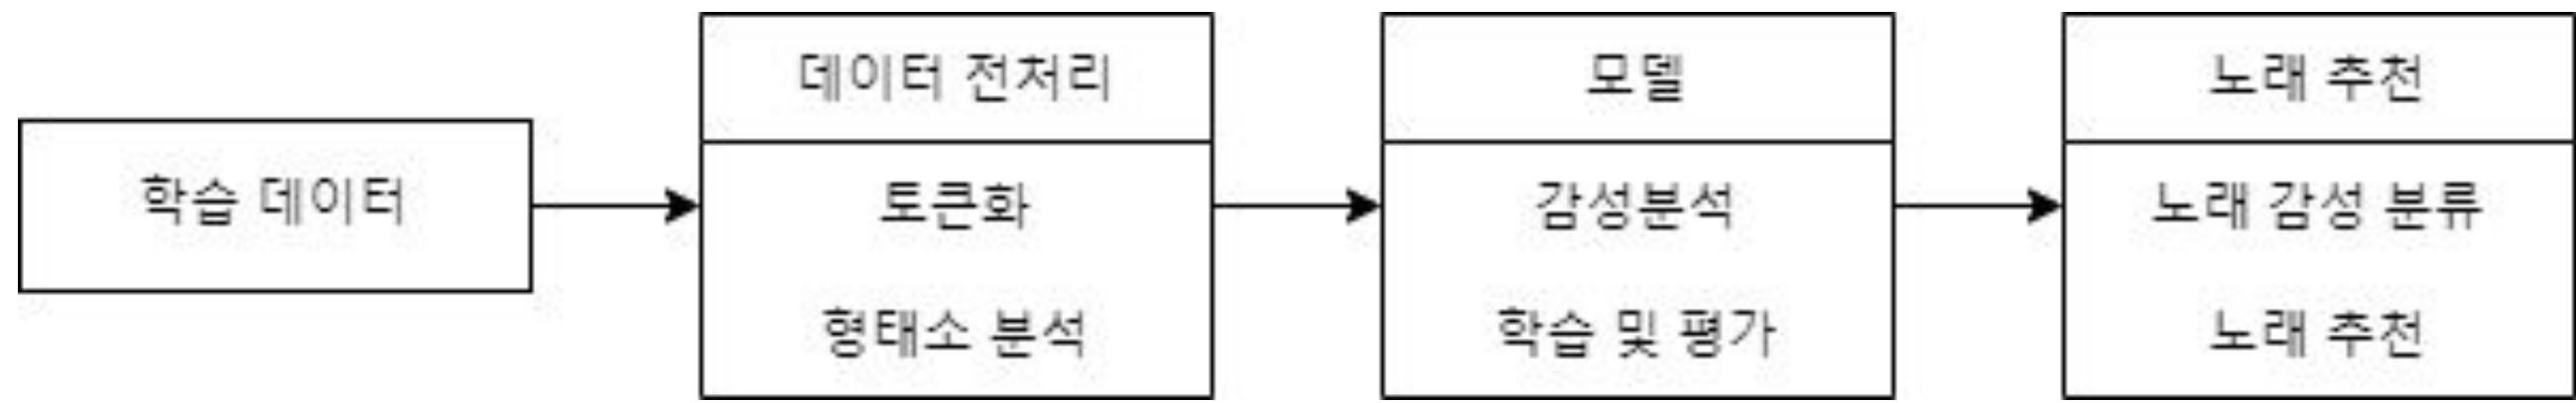 학습 데이터
데이터 전처리
토큰화
형태소 분석
모델
감성분석
학습 및 평가
노래 추천
노래 감성 분류
노래 추천